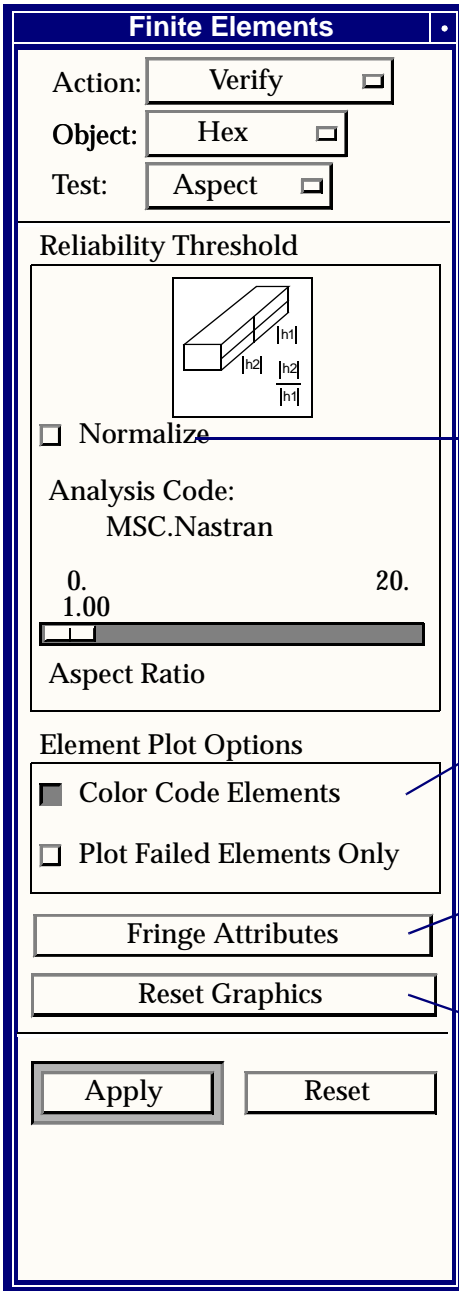 Finite Elements
Action: Verify
Object: Hex
Test: Aspect
Reliability Threshold
|h1|
|h2| |h2|
|h1|
Normalize
Analysis Code:
MSC.Nastran
0. 20.
1.00
Aspect Ratio
Element Plot Options
Color Code Elements
Plot Failed Elements Only
Fringe Attributes
Reset Graphics
Apply Reset